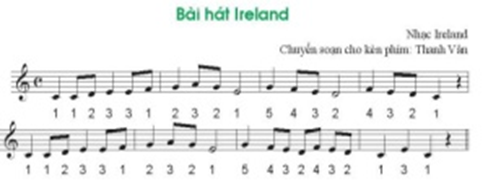 Bài hát Ireland
Nhạc Ireland
Chuyển soạn cho kèn phím: Thanh Vân
1 1 2 3 3 1 2 3 2 1 5 4 3 2 4 3 2 1
1 1 2 3 3 1 2 3 2 1 5 4 3 2 4 3 2 1 3 1